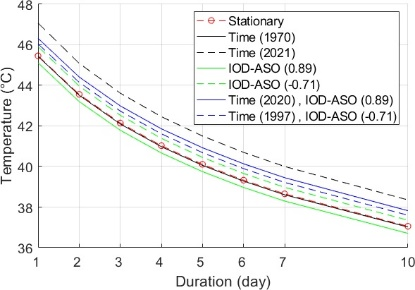 48
46
44
42
40
38
36
Temperature (°C)
Stationary
Time (1970)
Time (2021)
IOD-ASO (0.89)
IOD-ASO (-0.71)
Time (2020) , IOD-ASO (0.89)
Time (1997) , IOD-ASO (-0.71)
1 2 3 4 5 6 7 10
Duration (day)